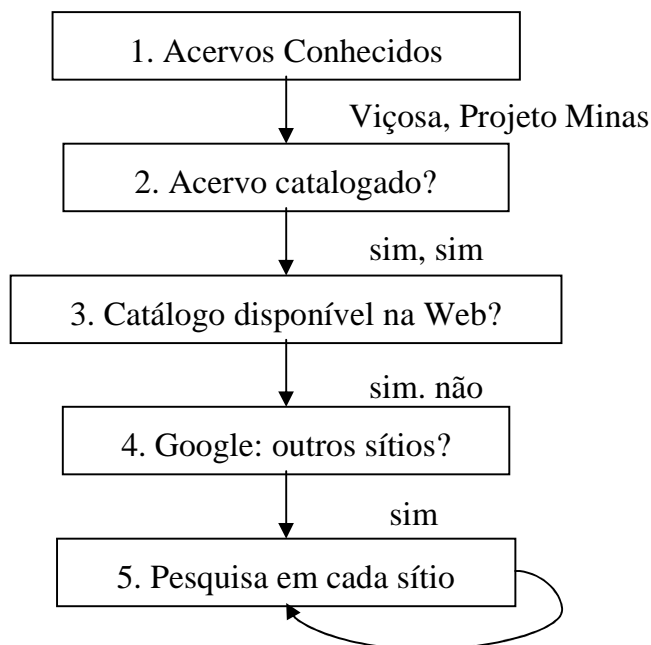 1. Acervos Conhecidos
Viçosa, Projeto Minas
2. Acervo catalogado?
sim, sim
3. Catálogo disponível na Web?
sim. não
4. Google: outros sítios?
sim
5. Pesquisa em cada sítio